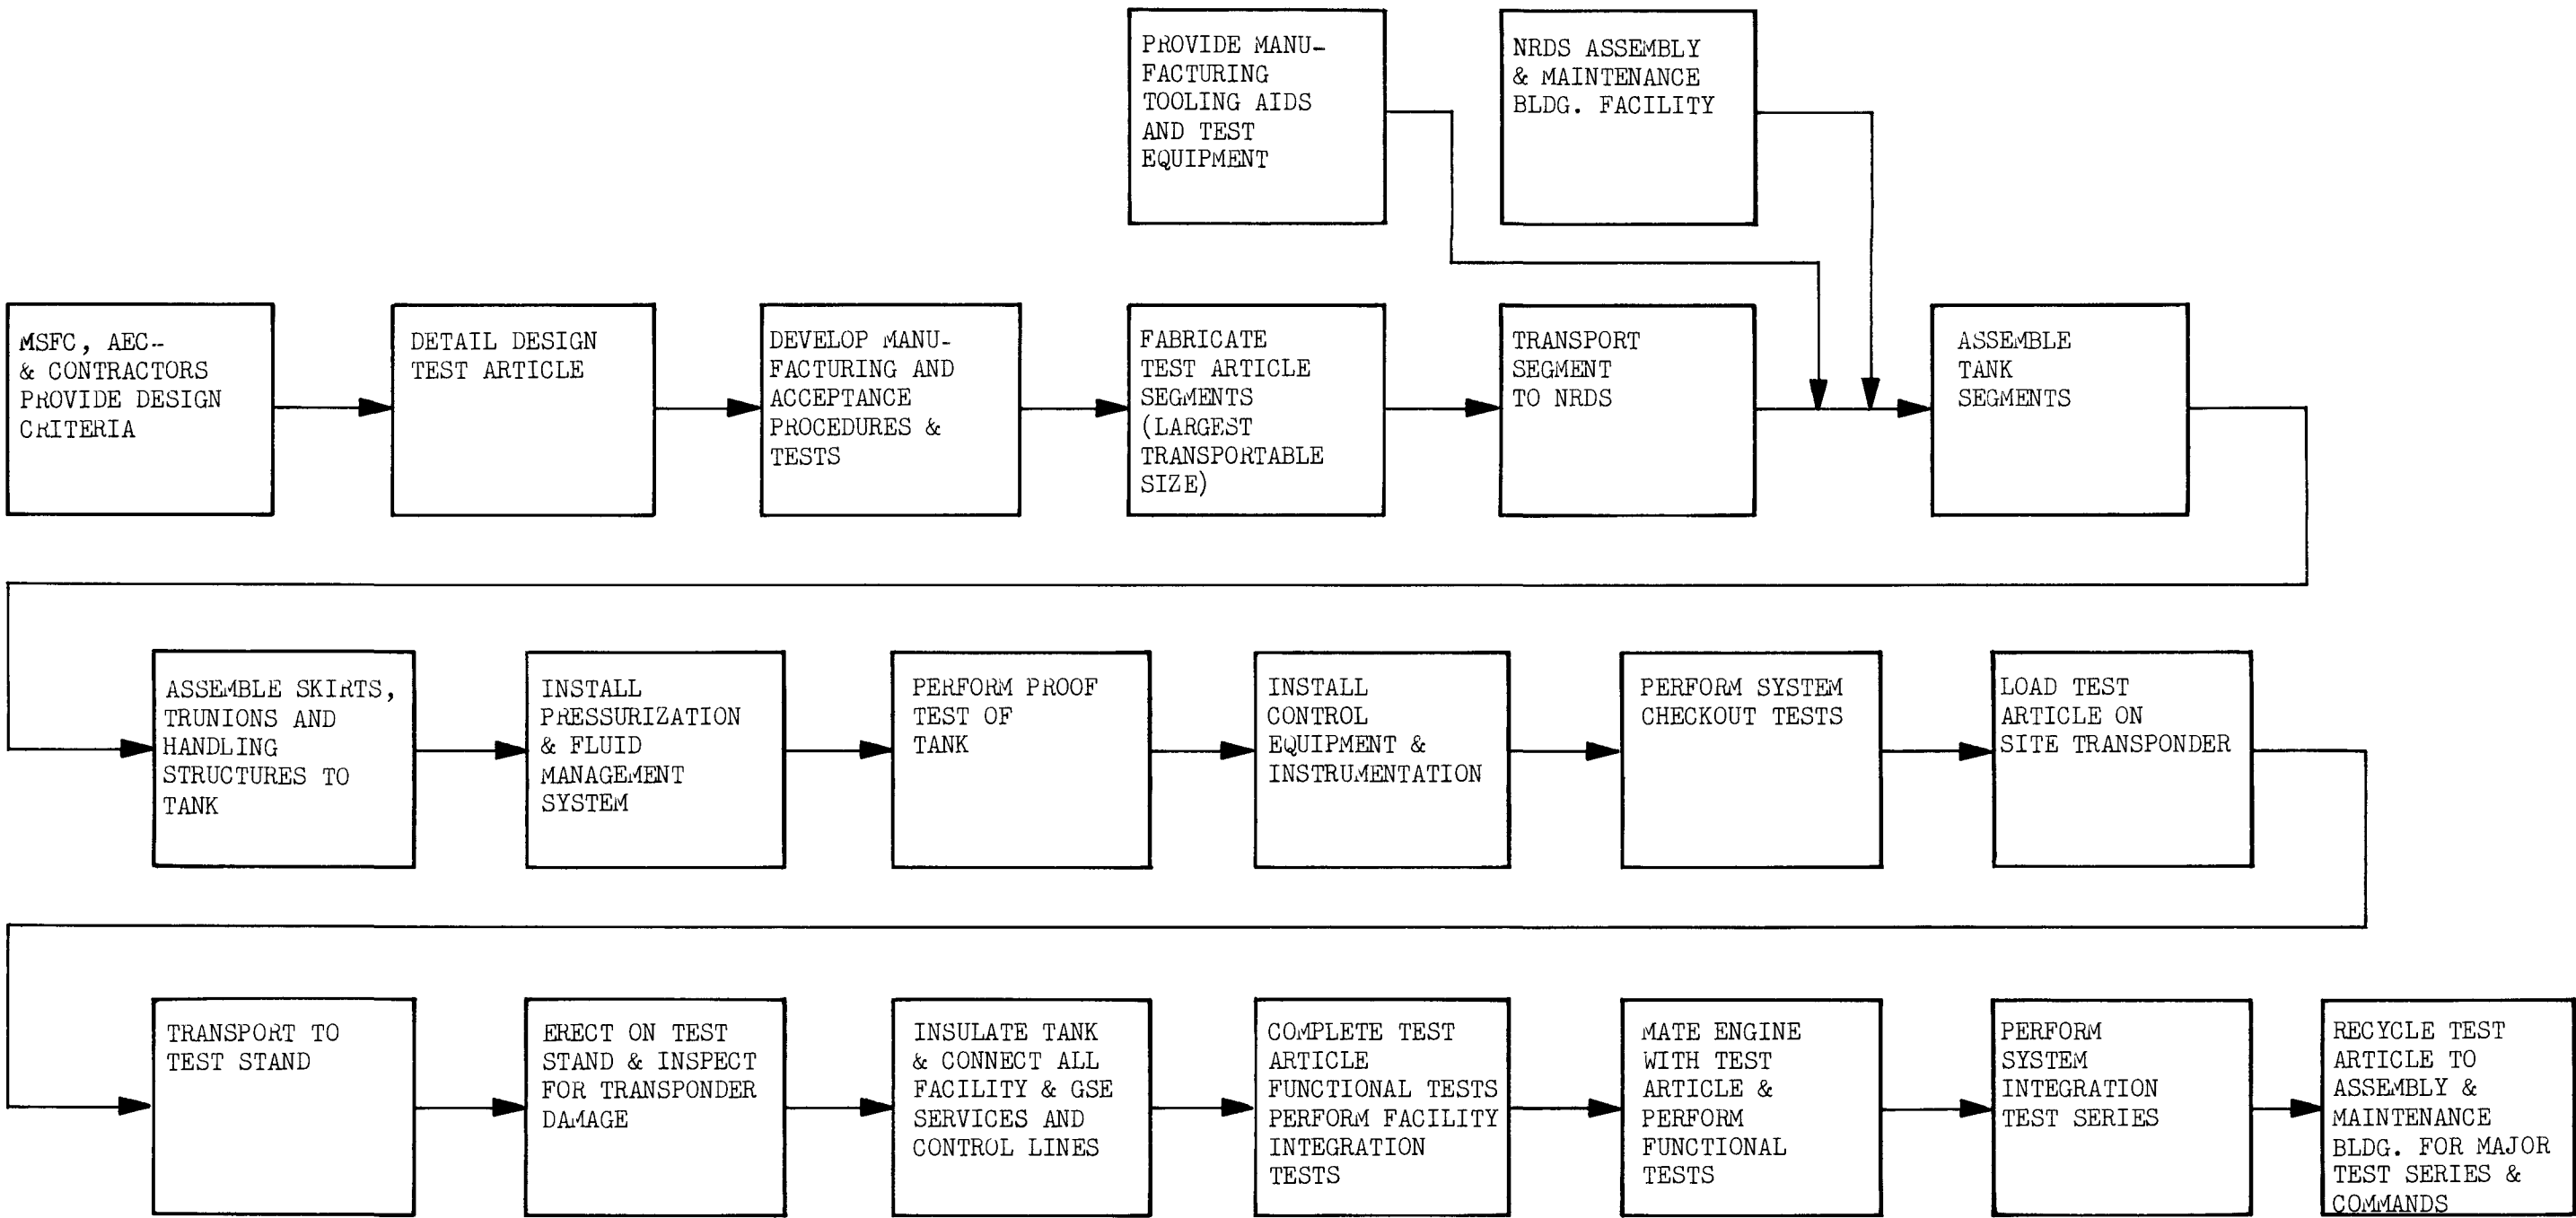 PROVIDE MANU-
FACTURING
TOOLING AIDS
AND TEST
EQUIPMENT
NRDS ASSEMBLY
& MAINTENANCE
BLDG. FACILITY
MSFC, AEC-
& CONTRACTORS
PROVIDE DESIGN
CRITERIA
DETAIL DESIGN
TEST ARTICLE
DEVELOP MANU-
FACTURING AND
ACCEPTANCE
PROCEDURES &
TESTS
FABRICATE
TEST ARTICLE
SEGMENTS
(LARGEST
TRANSPORTABLE
SIZE)
TRANSPORT
SEGMENT
TO NRDS
ASSEMBLE
TANK
SEGMENTS
ASSEMBLE SKIRTS,
TRUNIONS AND
HANDLING
STRUCTURES TO
TANK
INSTALL
PRESSURIZATION
& FLUID
MANAGEMENT
SYSTEM
PERFORM PROOF
TEST OF
TANK
INSTALL
CONTROL
EQUIPMENT &
INSTRUMENTATION
PERFORM SYSTEM
CHECKOUT TESTS
LOAD TEST
ARTICLE ON
SITE TRANSPONDER
TRANSPORT TO
TEST STAND
ERECT ON TEST
STAND & INSPECT
FOR TRANSPONDER
DAMAGE
INSULATE TANK
& CONNECT ALL
FACILITY & GSE
SERVICES AND
CONTROL LINES
COMPLETE TEST
ARTICLE
FUNCTIONAL TESTS
PERFORM FACILITY
INTEGRATION
TESTS
MATE ENGINE
WITH TEST
ARTICLE &
PERFORM
FUNCTIONAL
TESTS
PERFORM
SYSTEM
INTEGRATION
TEST SERIES
RECYCLE TEST
ARTICLE TO
ASSEMBLY &
MAINTENANCE
BLDG. FOR MAJOR
TEST SERIES &
COMMANDS